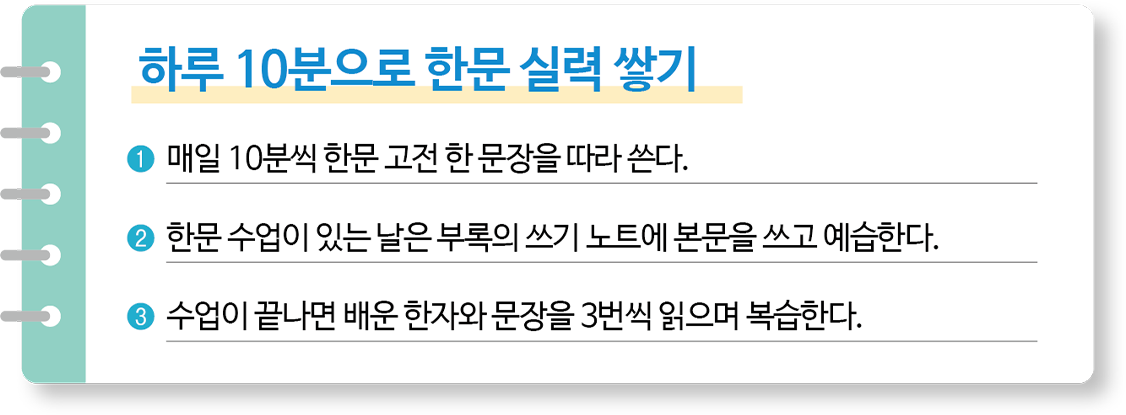 하루 10분으로 한문 실력 쌓기
❶ 매일 10분씩 한문 고전 한 문장을 따라 쓴다.
❷ 한문 수업이 있는 날은 부록의 쓰기 노트에 본문을 쓰고 예습한다.
❸ 수업이 끝나면 배운 한자와 문장을 3번씩 읽으며 복습한다.